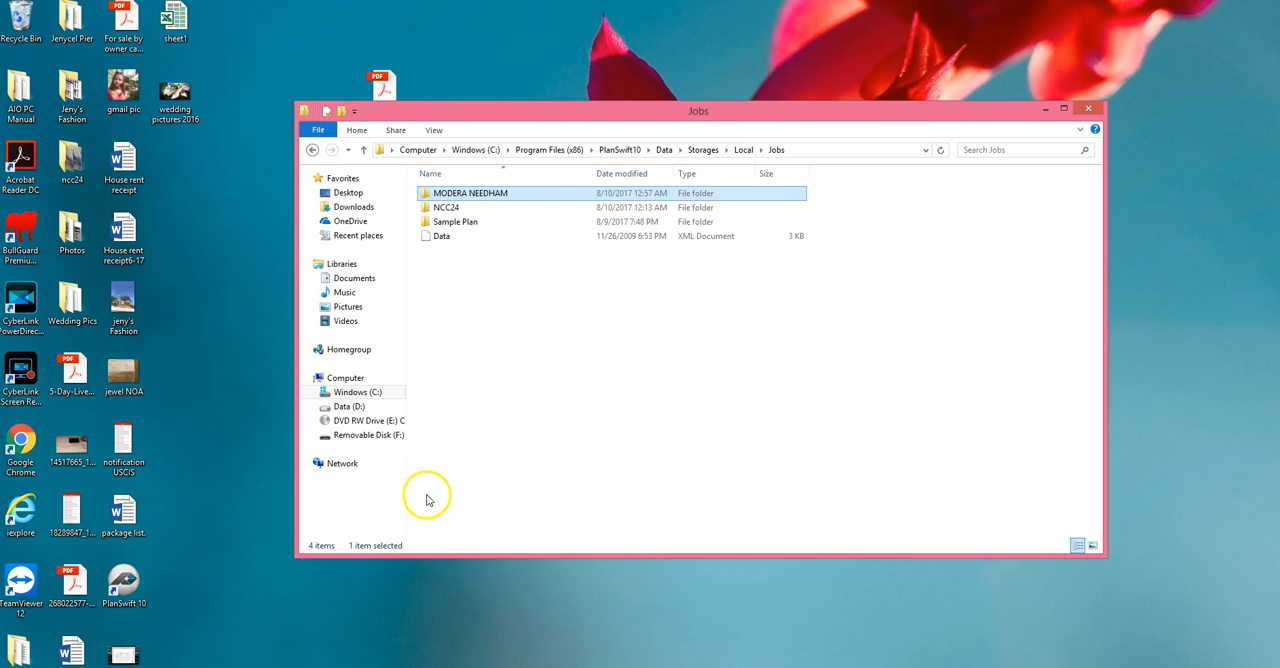 Recycle Bin
Jenycel Pier
For sale by
owner ca...
sheet1
AIO PC
Manual
Jeny's
Fashion
gmail pic
wedding
pictures 2016
Acrobat
Reader DC
ncc24
House rent
receipt
BullGuard
Premiu...
Photos
House rent
receipt6-17
CyberLink
PowerDirec...
Wedding Pics
jeny's
Fashion
CyberLink
Screen Re...
5-Day-Live...
jewel NOA
Google
Chrome
14517665_1...
notification
USCIS
iexplore
18289847_1...
package list.
TeamViewer
12
268022577-...
PlanSwift 10
PDF
PDF
PDF
PDF
Jobs
File
Home
Share
View
Computer
Windows (C:)
Program Files (x86)
PlanSwift10
Data
Storages
Local
Jobs
Search Jobs
Name
Date modified
Type
Size
MODERA NEEDHAM 8/10/2017 12:57 AM File folder
NCC24 8/10/2017 12:13 AM File folder
Sample Plan 8/9/2017 7:48 PM File folder
Data 11/26/2009 6:53 PM XML Document 3 KB
Favorites
Desktop
Downloads
OneDrive
Recent places
Libraries
Documents
Music
Pictures
Videos
Homegroup
Computer
Windows (C:)
Data (D:)
DVD RW Drive (E:) C
Removable Disk (F:)
Network
4 items
1 item selected